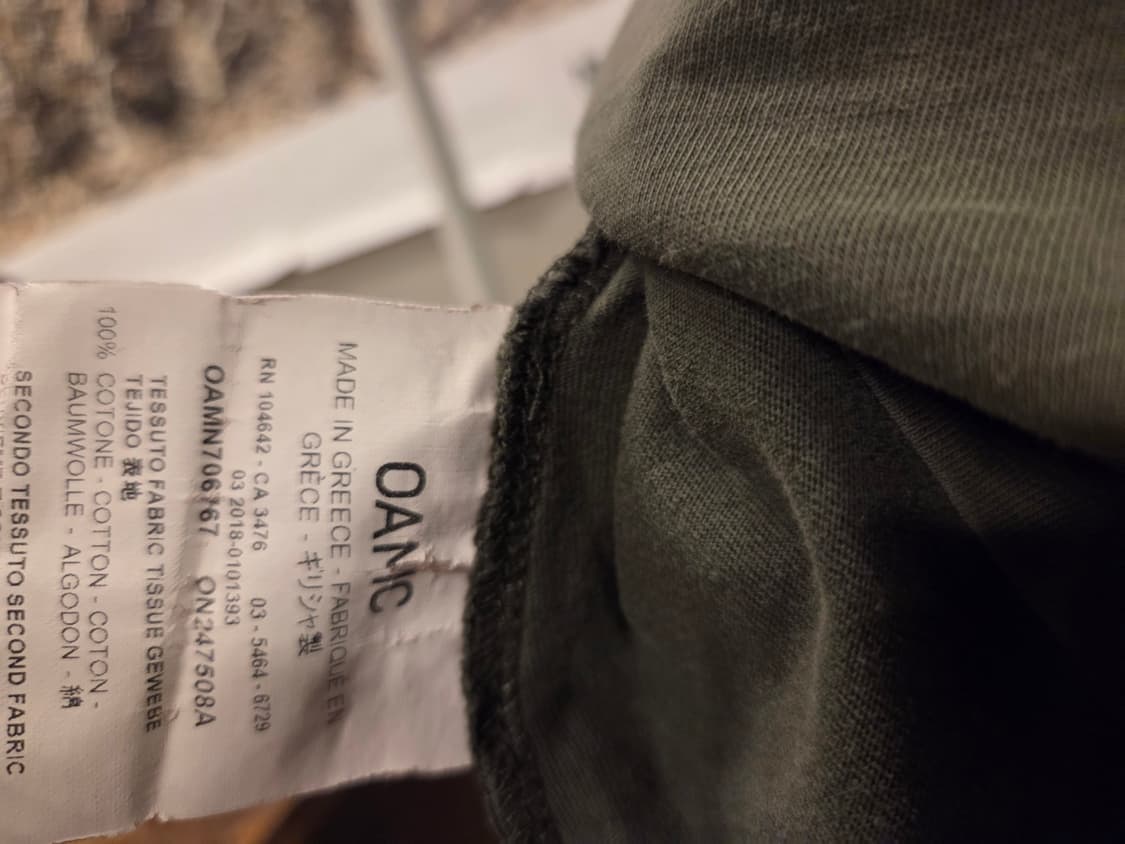 OAMC
MADE IN GREECE - FABRIQUÉ EN
GRÈCE - ギリシャ製
RN 104642 - CA 3476 03 - 5464 - 6729
03 2018-0101393
ON247508A
TESSUTO FABRIC TISSUE GEWEBE
TEJIDO 表地
100% COTONE - COTTON - COTON -
BAUMWOLLE - ALGODON - 綿
SECONDO TESSUTO SECOND FABRIC